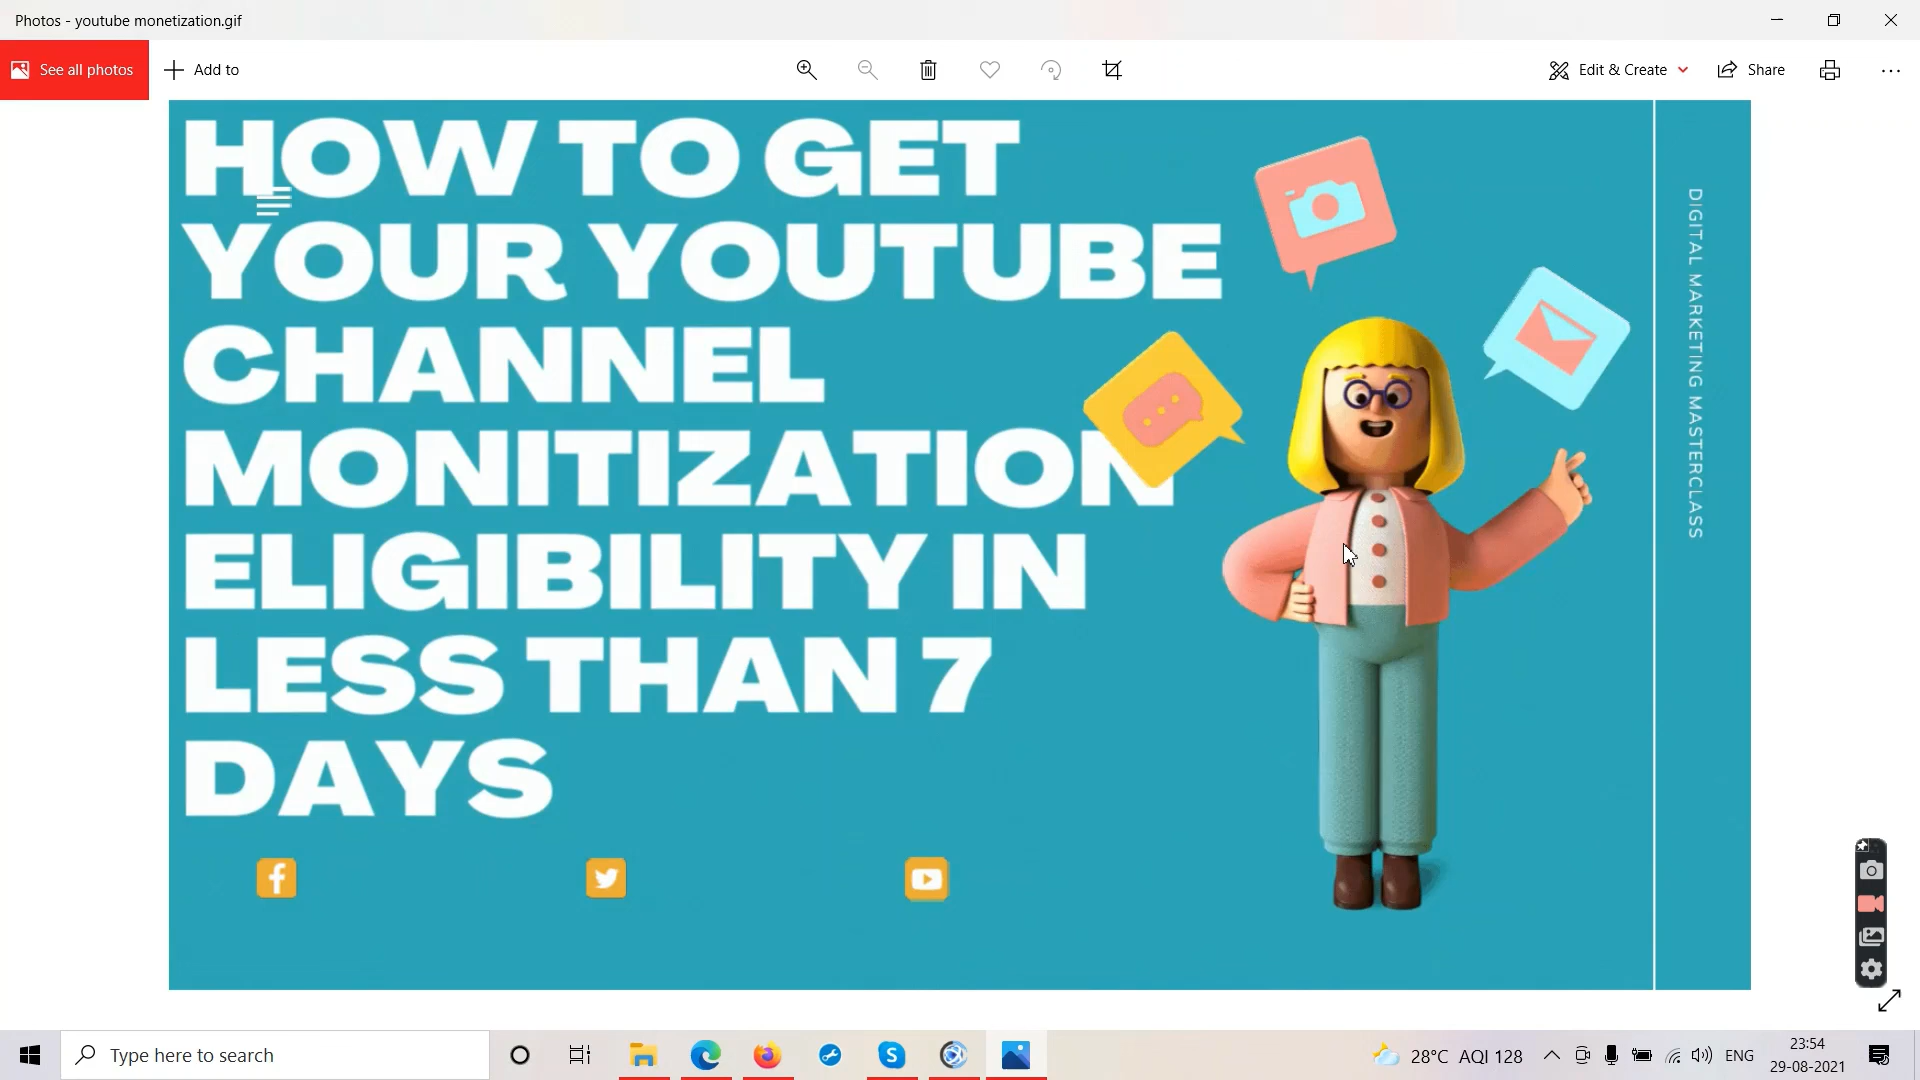 Photos - youtube monetization.gif
See all photos
Add to
Edit & Create
Share
HOW TO GET
YOUR YOUTUBE
CHANNEL
MONITIZATION
ELIGIBILITY IN
LESS THAN 7
DAYS
DIGITAL MARKETING MASTERCLASS
Type here to search
28°C AQI 128
ENG
23:54
29-08-2021